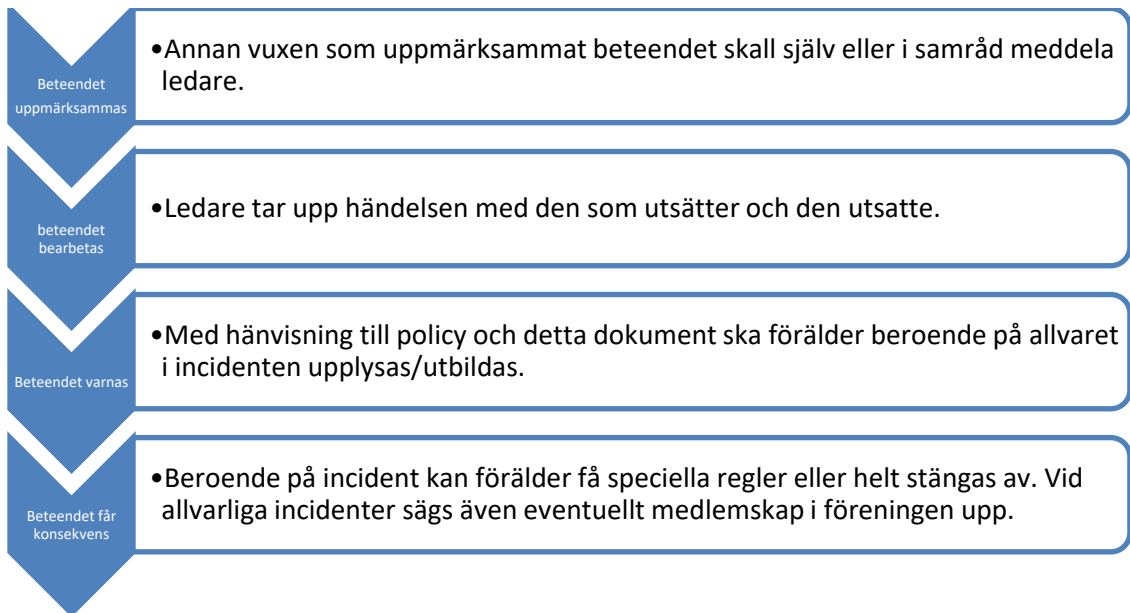 Beteendet
uppmärksammas
•Annan vuxen som uppmärksammat beteendet skall själv eller i samråd meddela
ledare.
beteendet
bearbetas
•Ledare tar upp händelsen med den som utsätter och den utsatte.
Beteendet varnas
•Med hänvisning till policy och detta dokument ska förälder beroende på allvaret
i incidenten upplysas/utbildas.
Beteendet får
konsekvens
•Beroende på incident kan förälder få speciella regler eller helt stängas av. Vid
allvarliga incidenter sägs även eventuellt medlemskap i föreningen upp.